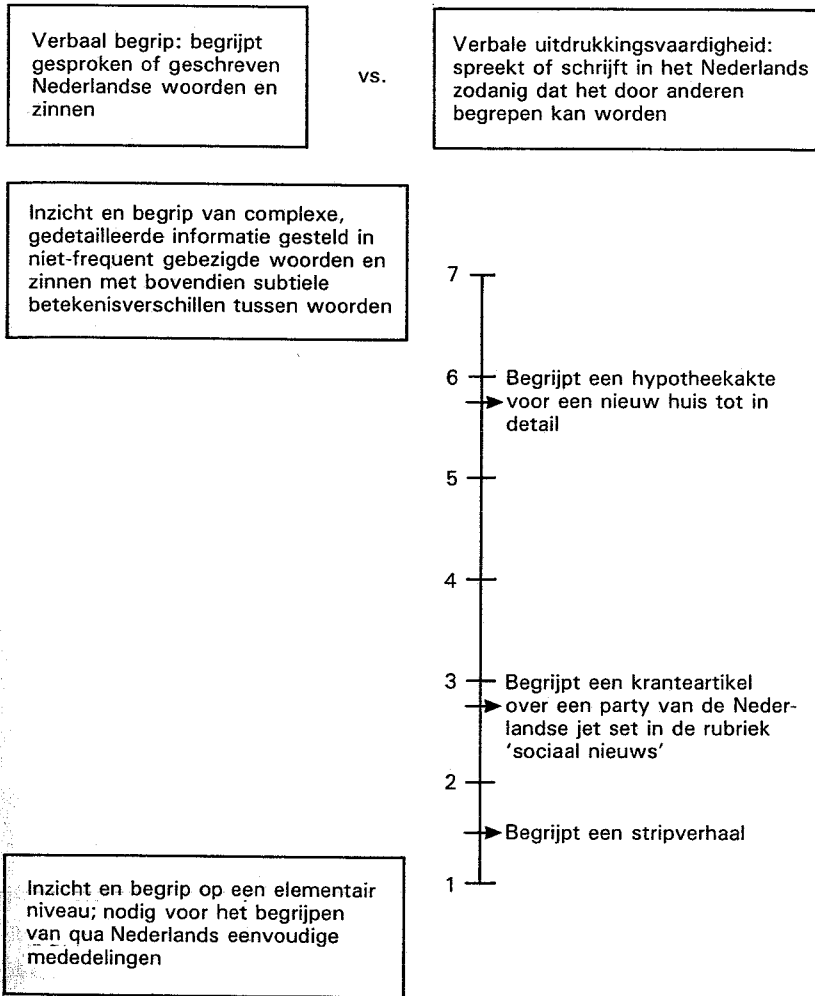 Verbaal begrip: begrijpt
gesproken of geschreven
Nederlandse woorden en
zinnen
vs.
Verbale uitdrukkingsvaardigheid:
spreekt of schrijft in het Nederlands
zodanig dat het door anderen
begrepen kan worden
Inzicht en begrip van complexe,
gedetailleerde informatie gesteld in
niet-frequent gebezigde woorden en
zinnen met bovendien subtiele
betekenisverschillen tussen woorden
7
6
Begrijpt een hypotheekakte
voor een nieuw huis tot in
detail
5
4
3
Begrijpt een kranteartikel
over een party van de Neder-
landse jet set in de rubriek
'sociaal nieuws'
2
Begrijpt een stripverhaal
1
Inzicht en begrip op een elementair
niveau; nodig voor het begrijpen
van qua Nederlands eenvoudige
mededelingen